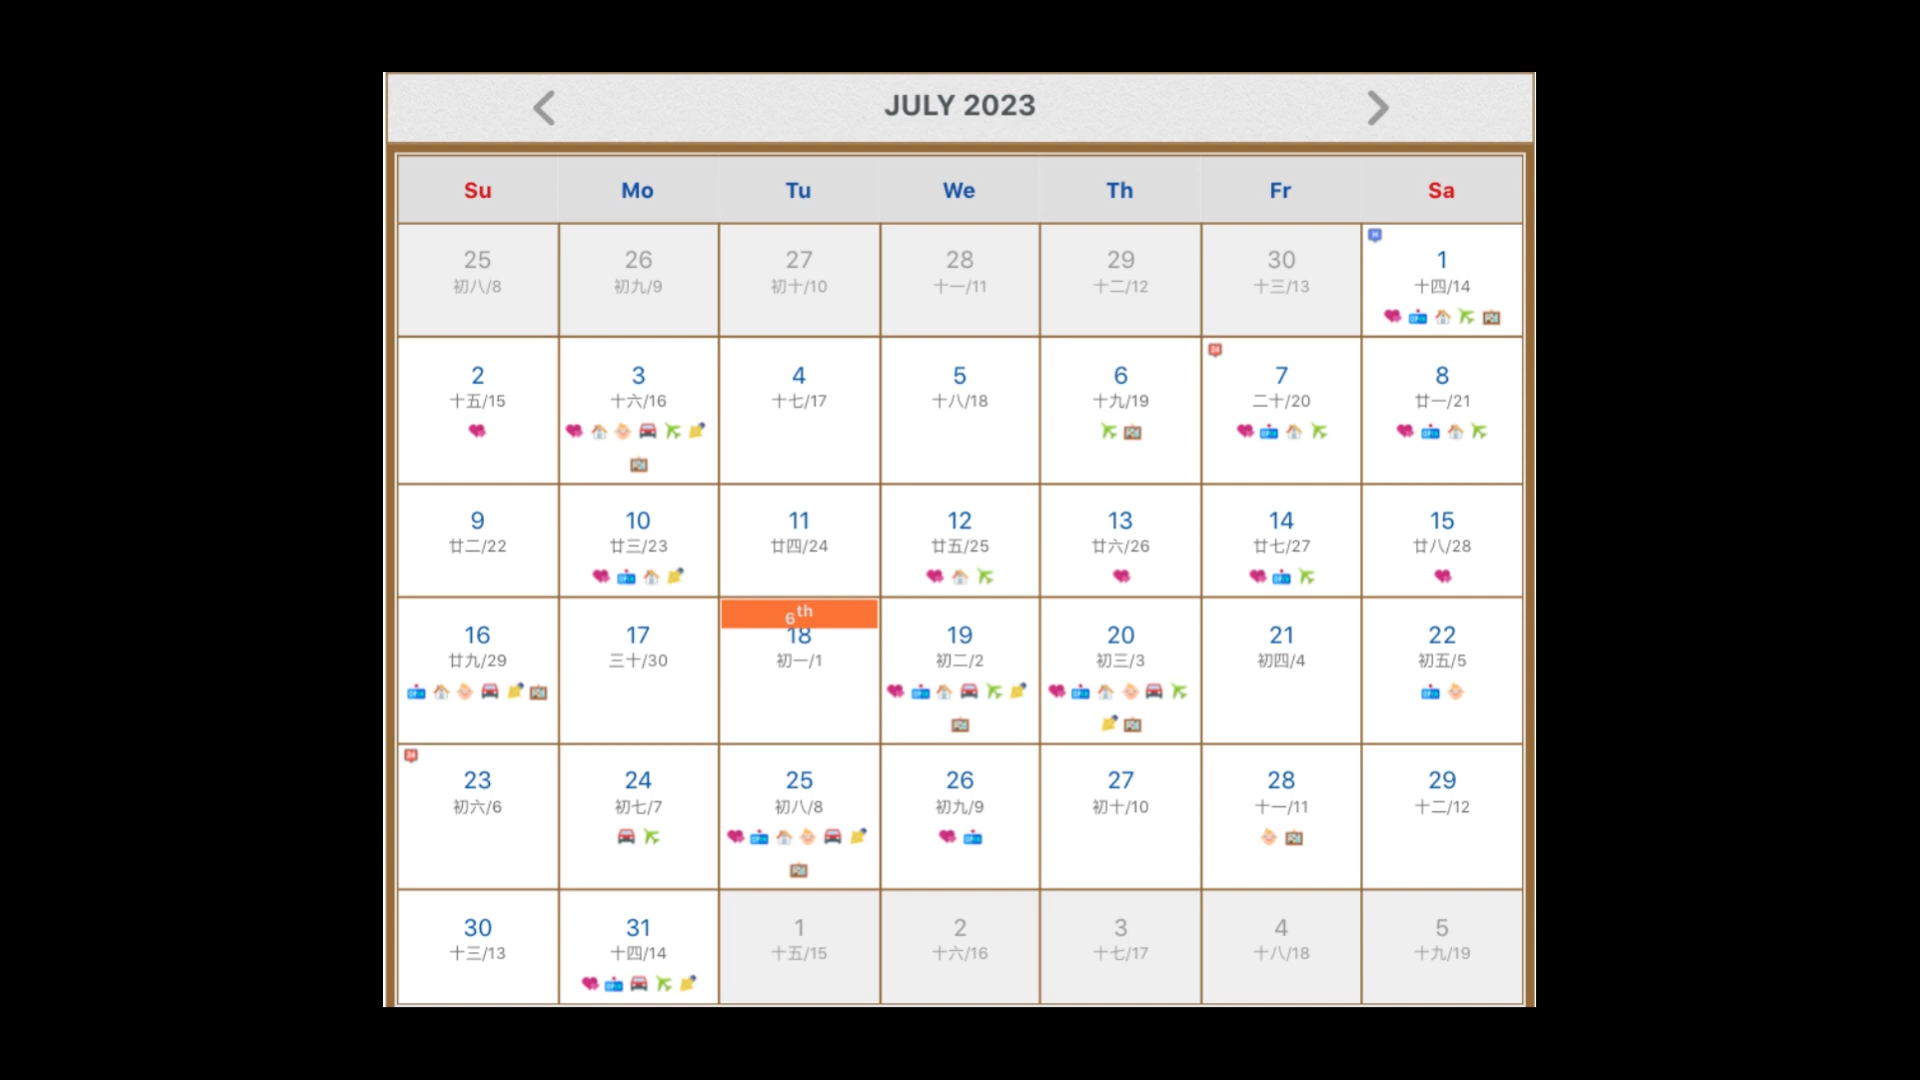 JULY 2023
Su Mo Tu We Th Fr Sa
25 26 27 28 29 30 1
初八/8 初九/9 初十/10 十一/11 十二/12 十三/13 十四/14
2 3 4 5 6 7 8
十五/15 十六/16 十七/17 十八/18 十九/19 二十/20 廿一/21
9 10 11 12 13 14 15
廿二/22 廿三/23 廿四/24 廿五/25 廿六/26 廿七/27 廿八/28
6th
16 17 18 19 20 21 22
廿九/29 三十/30 初一/1 初二/2 初三/3 初四/4 初五/5
23 24 25 26 27 28 29
初六/6 初七/7 初八/8 初九/9 初十/10 十一/11 十二/12
30 31 1 2 3 4 5
十三/13 十四/14 十五/15 十六/16 十七/17 十八/18 十九/19